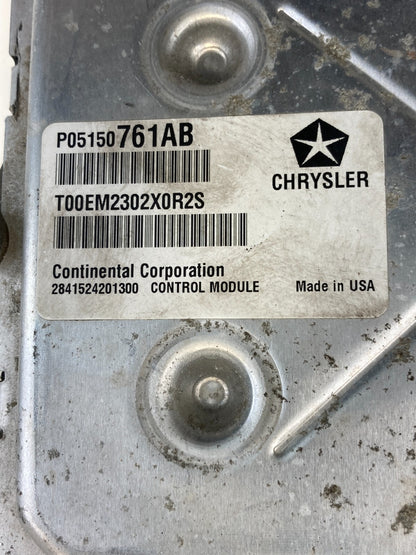 P05150761AB
CHRYSLER
T00EM2302X0R2S
Continental Corporation
2841524201300 CONTROL MODULE Made in USA